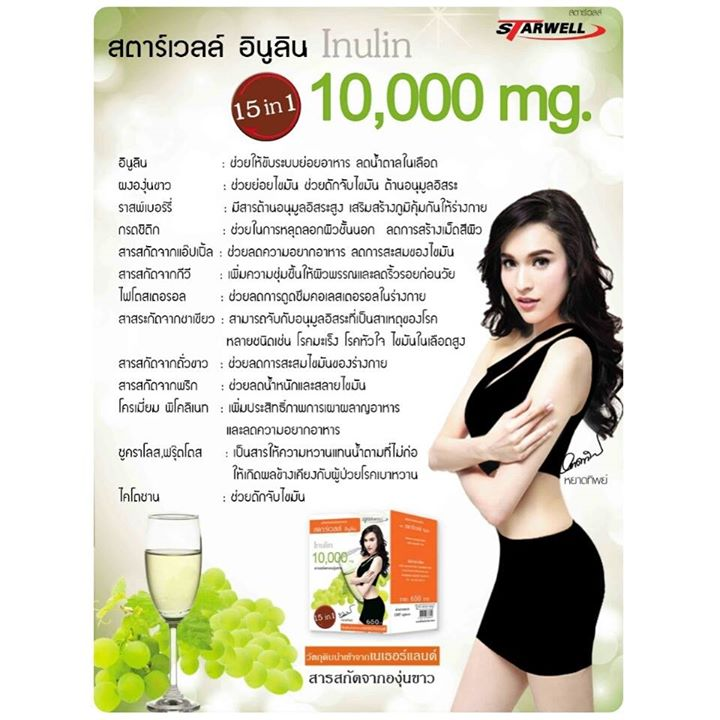 สตาร์เวลล์
STARWELL
สตาร์เวลล์ อินูลิน Inulin
15 in 1 10,000 mg.
อินูลิน : ช่วยให้ขับระบบย่อยอาหาร ลดน้ำตาลในเลือด
ผงองุ่นขาว : ช่วยย่อยไขมัน ช่วยดักจับไขมัน ต้านอนุมูลอิสระ
ราสพ์เบอร์รี่ : มีสารต้านอนุมูลอิสระสูง เสริมสร้างภูมิคุ้มกันให้ร่างกาย
กรดซิติก : ช่วยในการหลุดลอกผิวชั้นนอก ลดการสร้างเม็ดสีผิว
สารสกัดจากแอ๊ปเปิ้ล : ช่วยลดความอยากอาหาร ลดการสะสมของไขมัน
สารสกัดจากกีวี : เพิ่มความชุ่มชื้นให้ผิวพรรณและลดริ้วรอยก่อนวัย
ไฟโตสเตอรอล : ช่วยลดการดูดซึมคอเลสเตอรอลในร่างกาย
สาสระกัดจากชาเขียว : สามารถจับกับอนุมูลอิสระที่เป็นสาเหตุของโรค
หลายชนิดเช่น โรคมะเร็ง โรคหัวใจ ไขมันในเลือดสูง
สารสกัดจากถั่วขาว : ช่วยลดการสะสมไขมันของร่างกาย
สารสกัดจากพริก : ช่วยลดน้ำหนักและสลายไขมัน
โครเมี่ยม พิโคลิเนท : เพิ่มประสิทธิ์ภาพการเผาผลาญอาหาร
และลดความอยากอาหาร
ซูคราโลส,ฟรุ๊ตโตส : เป็นสารให้ความหวานแทนน้ำตาลที่ไม่ก่อ
ให้เกิดผลข้างเคียงกับผู้ป่วยโรคเบาหวาน
ไคโตซาน : ช่วยดักจับไขมัน
หยาดทิพย์
STARWELL
สตาร์เวลล์ อินูลิน
Inulin
10,000 mg
15 in 1
650
ราคา 650 บาท
วัตถุดิบนำเข้าจากเนเธอร์แลนด์
สารสกัดจากองุ่นขาว